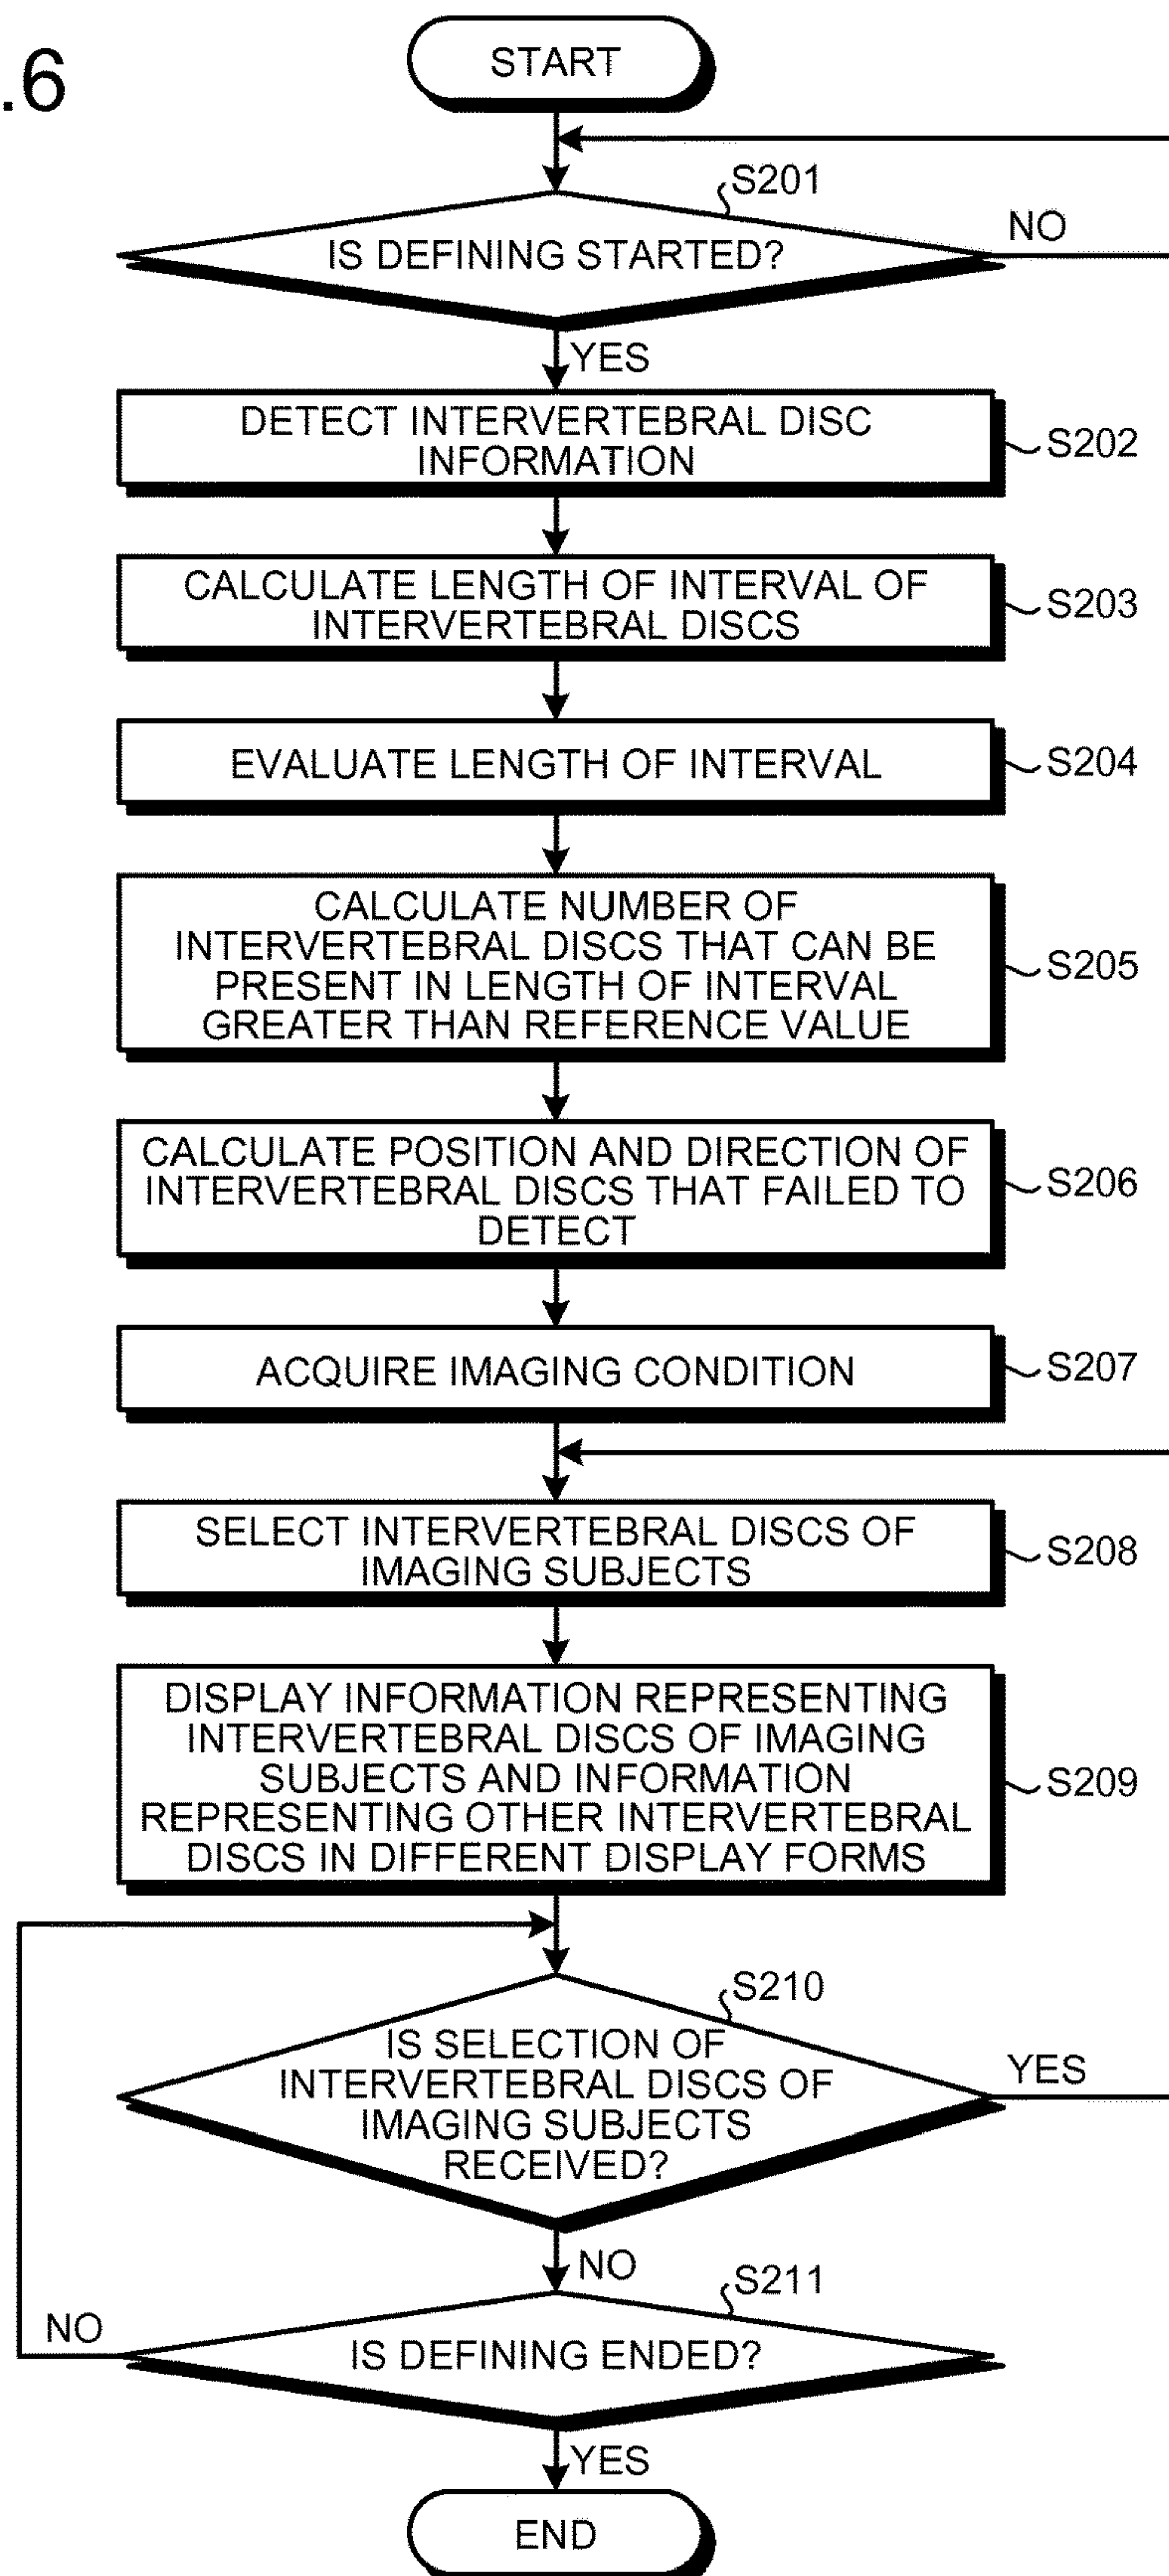 .6
START
S201
IS DEFINING STARTED?
NO
YES
DETECT INTERVERTEBRAL DISC
INFORMATION
S202
CALCULATE LENGTH OF INTERVAL OF
INTERVERTEBRAL DISCS
S203
EVALUATE LENGTH OF INTERVAL
S204
CALCULATE NUMBER OF
INTERVERTEBRAL DISCS THAT CAN BE
PRESENT IN LENGTH OF INTERVAL
GREATER THAN REFERENCE VALUE
S205
CALCULATE POSITION AND DIRECTION OF
INTERVERTEBRAL DISCS THAT FAILED TO
DETECT
S206
ACQUIRE IMAGING CONDITION
S207
SELECT INTERVERTEBRAL DISCS OF
IMAGING SUBJECTS
S208
DISPLAY INFORMATION REPRESENTING
INTERVERTEBRAL DISCS OF IMAGING
SUBJECTS AND INFORMATION
REPRESENTING OTHER INTERVERTEBRAL
DISCS IN DIFFERENT DISPLAY FORMS
S209
S210
IS SELECTION OF
INTERVERTEBRAL DISCS OF
IMAGING SUBJECTS
RECEIVED?
YES
NO
S211
NO
IS DEFINING ENDED?
YES
END